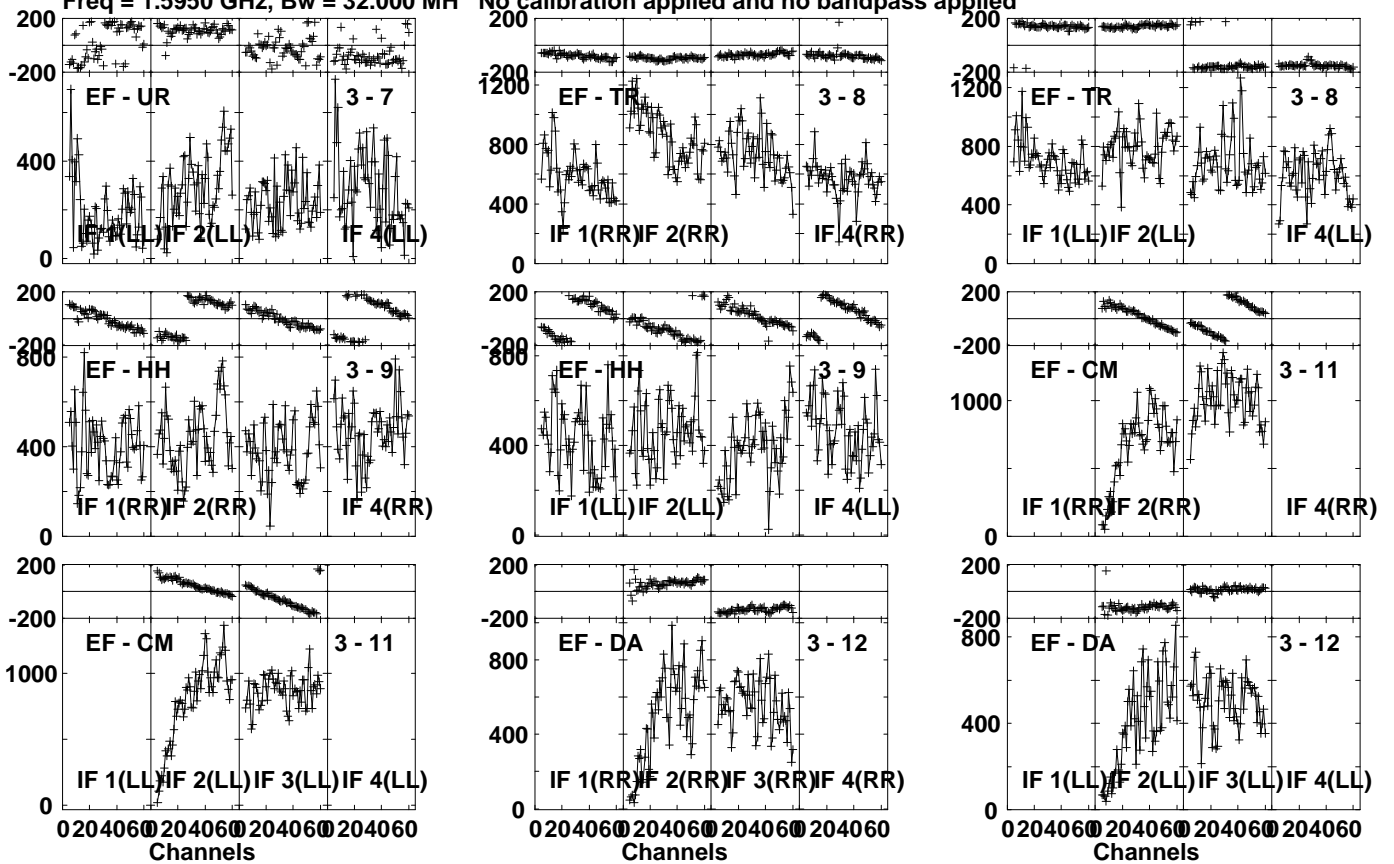 Freq = 1.5950 GHz, Bw = 32.000 MH No calibration applied and no bandpass applied
200
-200
EF - UR 3 - 7
400
0
IF 1(LL) IF 2(LL) IF 4(LL)
200
-200
1200
EF - TR 3 - 8
800
400
0
IF 1(RR) IF 2(RR) IF 4(RR)
200
-200
1200
EF - TR 3 - 8
800
400
0
IF 1(LL) IF 2(LL) IF 4(LL)
200
-200
800
EF - HH 3 - 9
400
0
IF 1(RR) IF 2(RR) IF 4(RR)
200
-200
800
EF - HH 3 - 9
400
0
IF 1(LL) IF 2(LL) IF 4(LL)
200
-200
EF - CM 3 - 11
1000
0
IF 1(RR) IF 2(RR) IF 4(RR)
200
-200
EF - CM 3 - 11
1000
0
IF 1(LL) IF 2(LL) IF 3(LL) IF 4(LL)
0 20 40 60 0 20 40 60 0 20 40 60 0 20 40 60
Channels
200
-200
EF - DA 3 - 12
800
400
0
IF 1(RR) IF 2(RR) IF 3(RR) IF 4(RR)
0 20 40 60 0 20 40 60 0 20 40 60 0 20 40 60
Channels
200
-200
EF - DA 3 - 12
800
400
0
IF 1(LL) IF 2(LL) IF 3(LL) IF 4(LL)
0 20 40 60 0 20 40 60 0 20 40 60 0 20 40 60
Channels